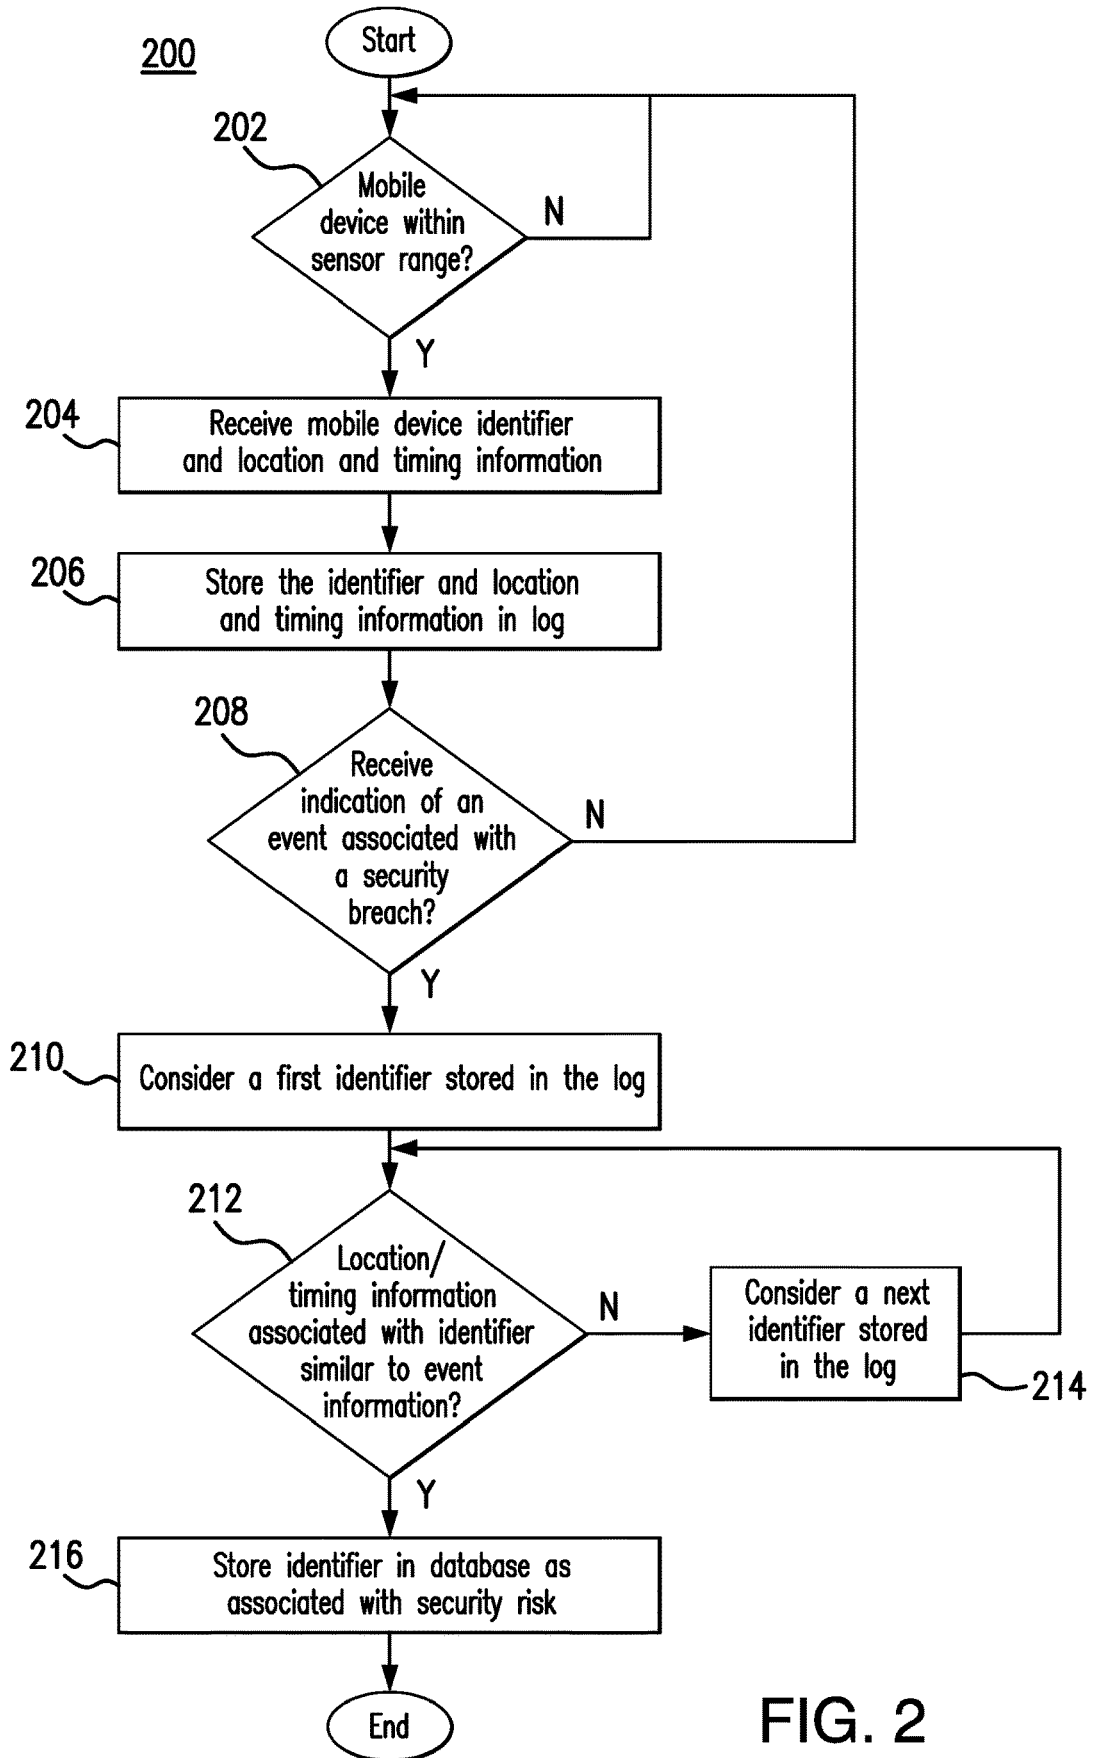 Start
200
202
Mobile
device within
sensor range?
N
Y
204
Receive mobile device identifier
and location and timing information
206
Store the identifier and location
and timing information in log
208
Receive
indication of an
event associated with
a security
breach?
N
Y
210
Consider a first identifier stored in the log
212
Location/
timing information
associated with identifier
similar to event
information?
N
Consider a next
identifier stored
in the log
214
Y
216
Store identifier in database as
associated with security risk
End
FIG. 2